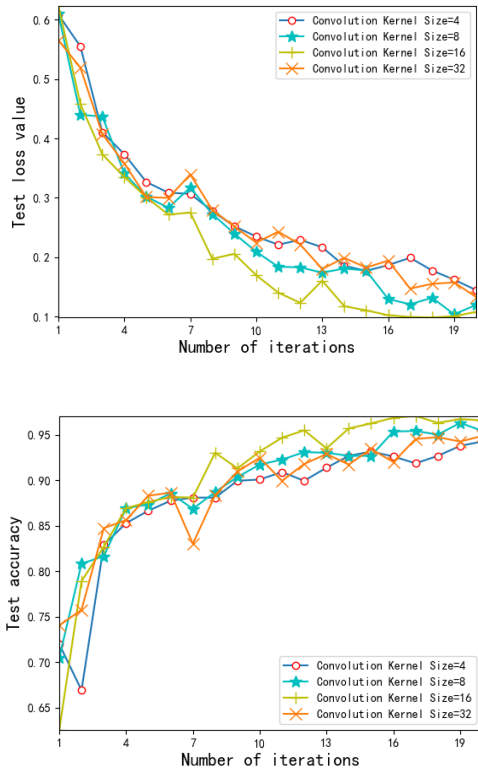 0.6
0.5
0.4
0.3
0.2
0.1
Test loss value
Convolution Kernel Size=4
Convolution Kernel Size=8
Convolution Kernel Size=16
Convolution Kernel Size=32
1 4 7 10 13 16 19
Number of iterations
0.95
0.90
0.85
0.80
0.75
0.70
0.65
Test accuracy
Convolution Kernel Size=4
Convolution Kernel Size=8
Convolution Kernel Size=16
Convolution Kernel Size=32
1 4 7 10 13 16 19
Number of iterations